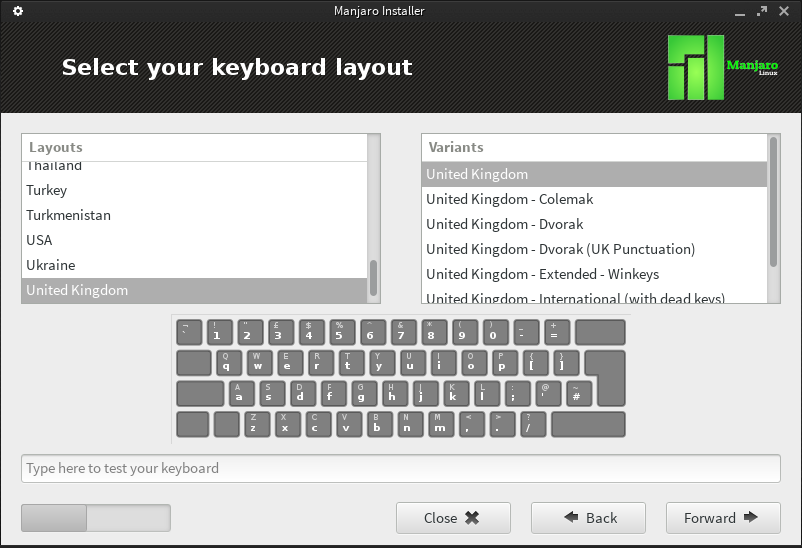 Manjaro Installer
Select your keyboard layout
Manjaro
Linux
Layouts
Thailand
Turkey
Turkmenistan
USA
Ukraine
United Kingdom
Variants
United Kingdom
United Kingdom - Colemak
United Kingdom - Dvorak
United Kingdom - Dvorak (UK Punctuation)
United Kingdom - Extended - Winkeys
United Kingdom - International (with dead keys)
¬ ! " £ $ % ^ & * ( ) _ +
` 1 2 3 4 5 6 7 8 9 0 - =
Q W E R T Y U I O P { }
q w e r t y u i o p [ ]
A S D F G H J K L : @ ~
a s d f g h j k l ; ' #
Z X C V B N M < > ?
z x c v b n m , . /
Type here to test your keyboard
Close
Back
Forward